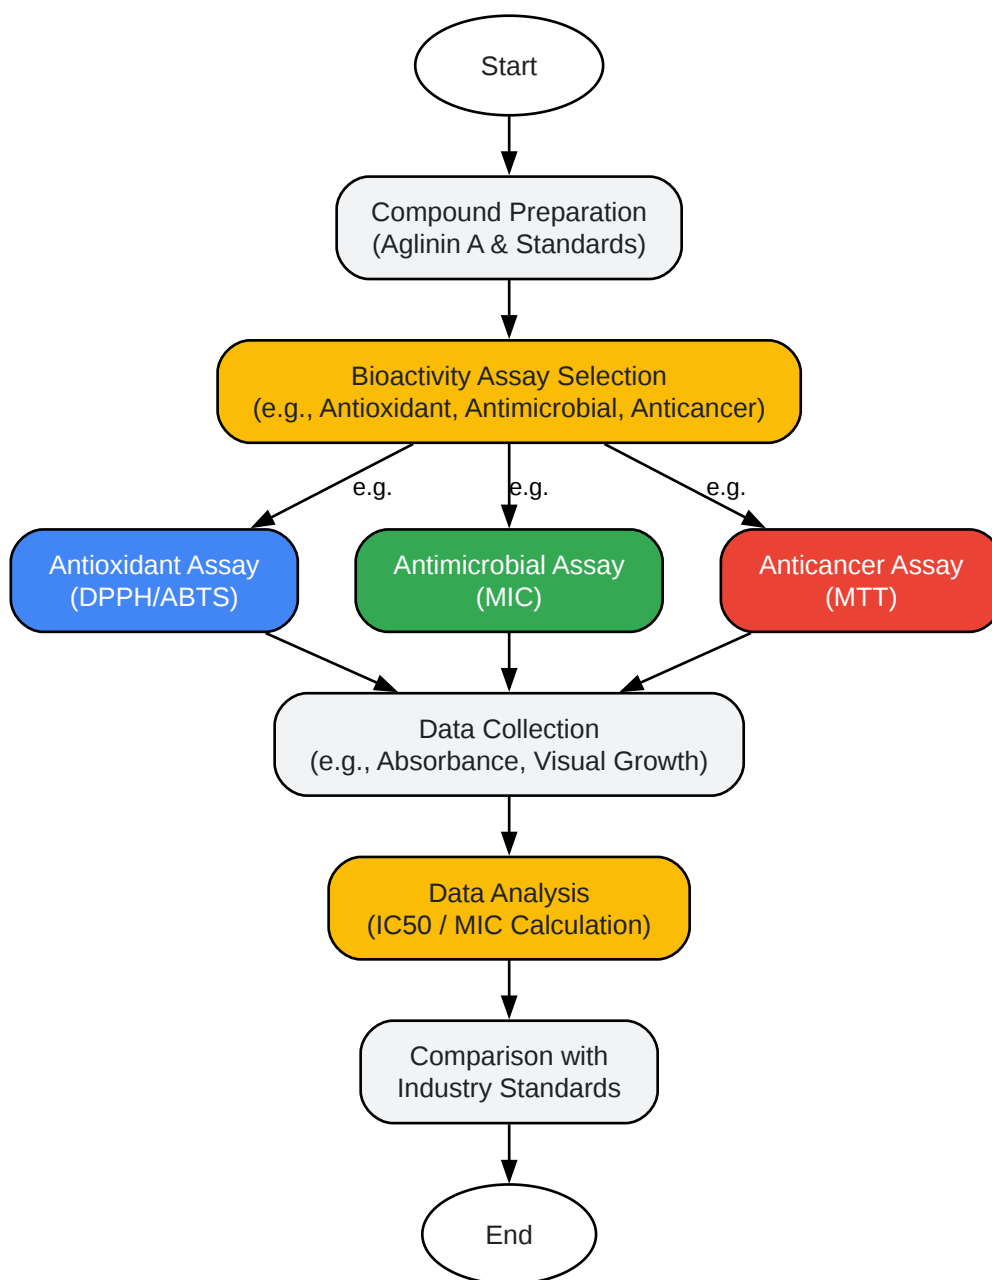 Start
Compound Preparation
(Aglinin A & Standards)
Bioactivity Assay Selection
(e.g., Antioxidant, Antimicrobial, Anticancer)
e.g.
e.g.
e.g.
Antioxidant Assay
(DPPH/ABTS)
Antimicrobial Assay
(MIC)
Anticancer Assay
(MTT)
Data Collection
(e.g., Absorbance, Visual Growth)
Data Analysis
(IC50 / MIC Calculation)
Comparison with
Industry Standards
End